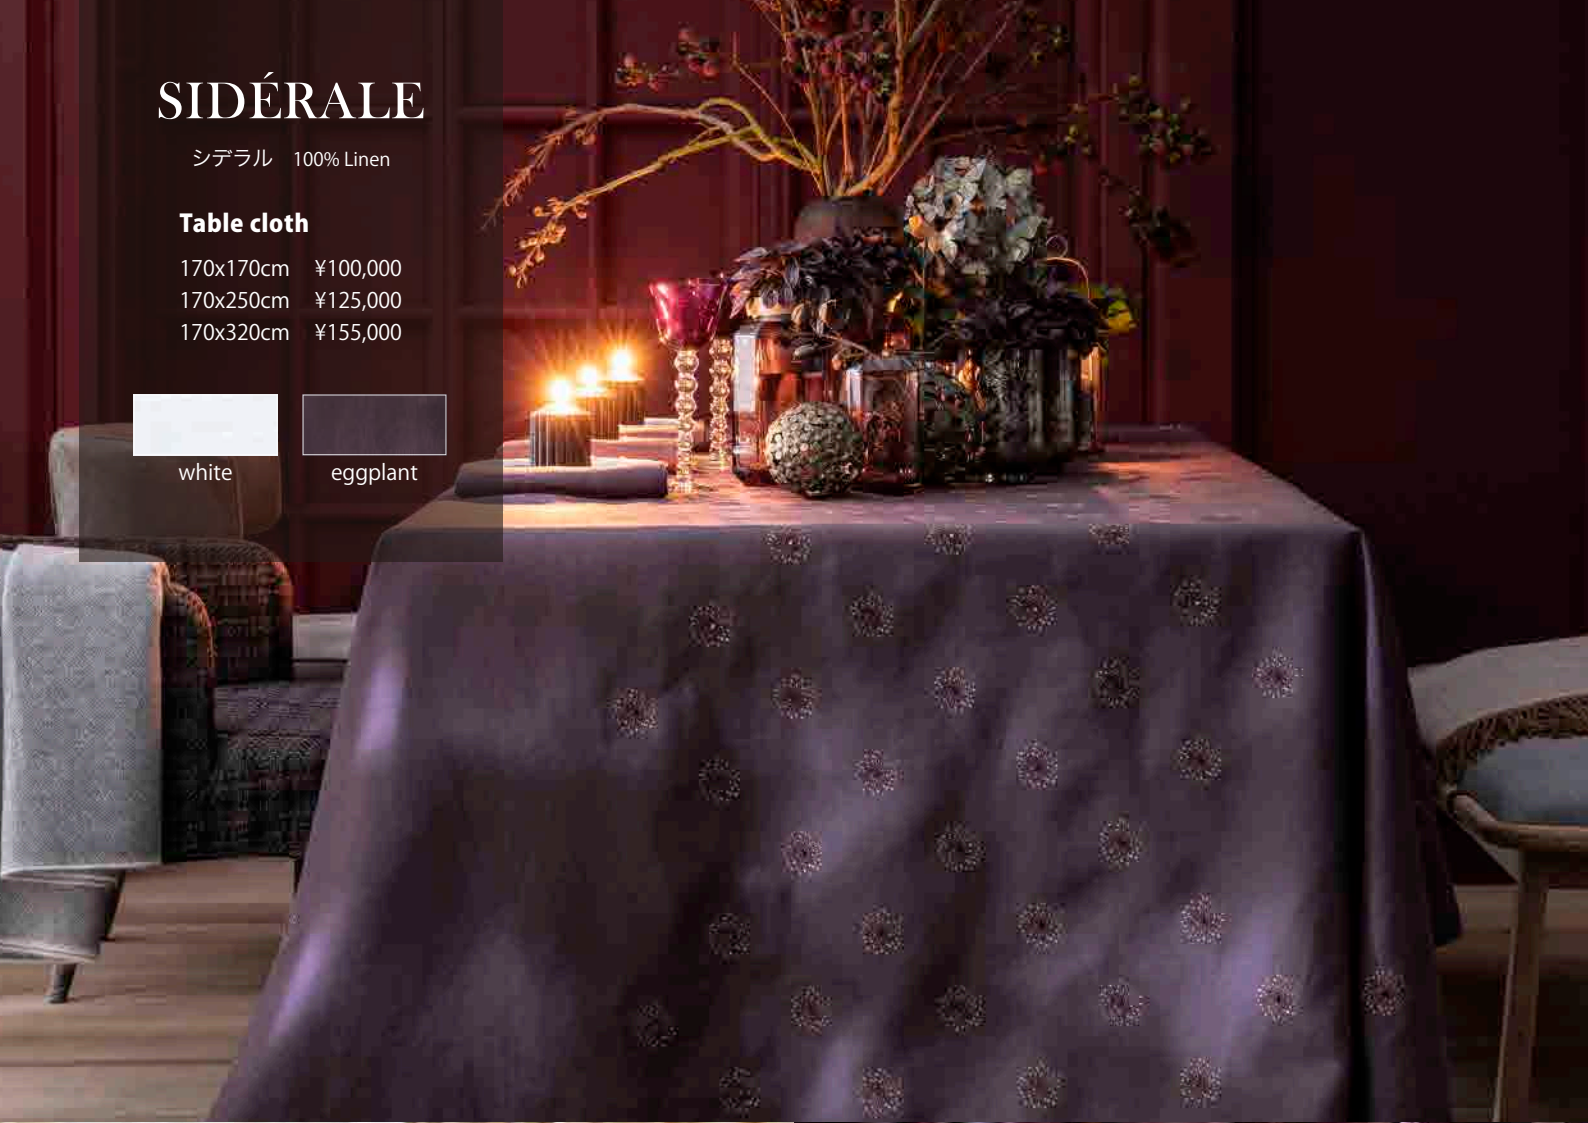 SIDÉRALE
シデラル 100% Linen
Table cloth
170x170cm ¥100,000
170x250cm ¥125,000
170x320cm ¥155,000
white eggplant